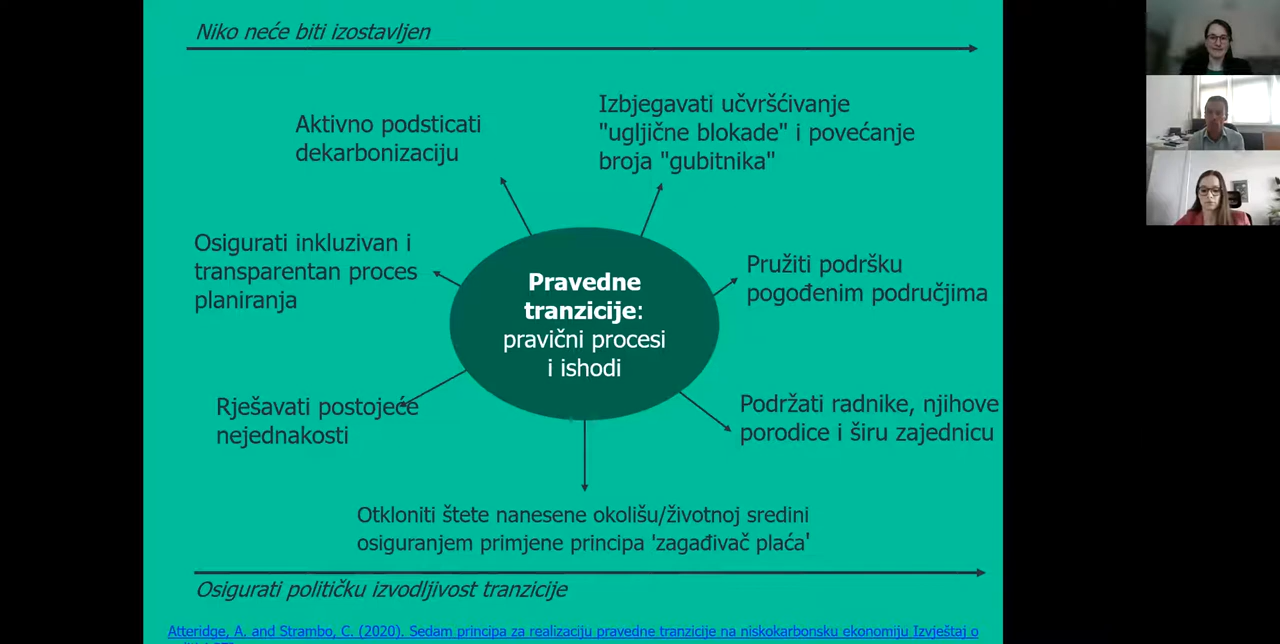 Niko neće biti izostavljen
Aktivno podsticati
dekarbonizaciju
Izbjegavati učvršćivanje
"ugljične blokade" i povećanje
broja "gubitnika"
Osigurati inkluzivan i
transparentan proces
planiranja
Pravedne
tranzicije:
pravični procesi
i ishodi
Pružiti podršku
pogođenim područjima
Rješavati postojeće
nejednakosti
Podržati radnike, njihove
porodice i širu zajednicu
Otkloniti štete nanesene okolišu/životnoj sredini
osiguranjem primjene principa 'zagađivač plaća'
Osigurati političku izvodljivost tranzicije
Atteridge, A. and Strambo, C. (2020). Sedam principa za realizaciju pravedne tranzicije na niskokarbonsku ekonomiju Izvještaj o